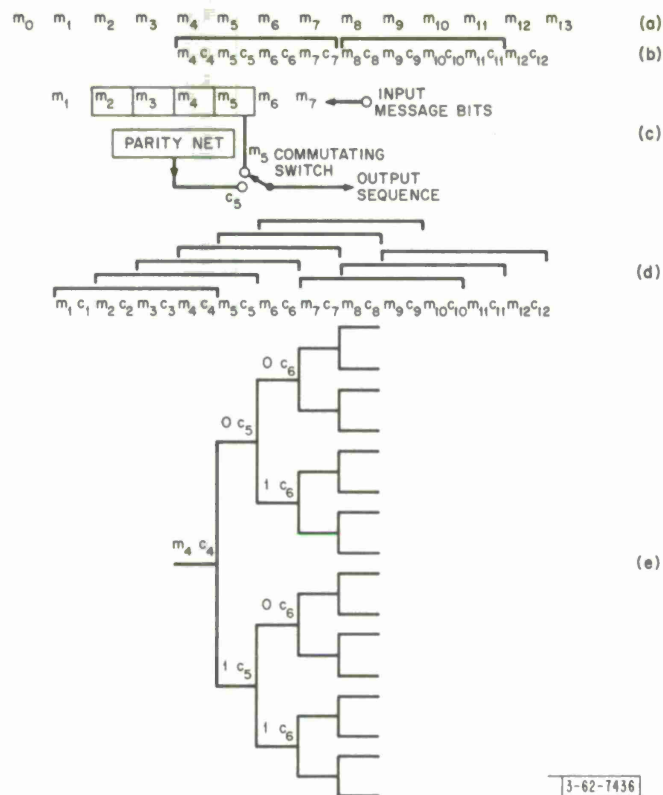 m0 m1 m2 m3 m4 m5 m6 m7 m8 m9 m10 m11 m12 m13 (a)
m4 c4 m5 c5 m6 c6 m7 c7 m8 c8 m9 c9 m10 c10 m11 c11 m12 c12 (b)
m1 m2 m3 m4 m5 m6 m7 INPUT
MESSAGE BITS
(c)
PARITY NET
m5 COMMUTATING
SWITCH
OUTPUT
SEQUENCE
c5
(d)
m1 c1 m2 c2 m3 c3 m4 c4 m5 c5 m6 c6 m7 c7 m8 c8 m9 c9 m10 c10 m11 c11 m12 c12
0 c6
0 c5
1 c6
m4 c4
(e)
0 c6
1 c5
1 c6
3-62-7436